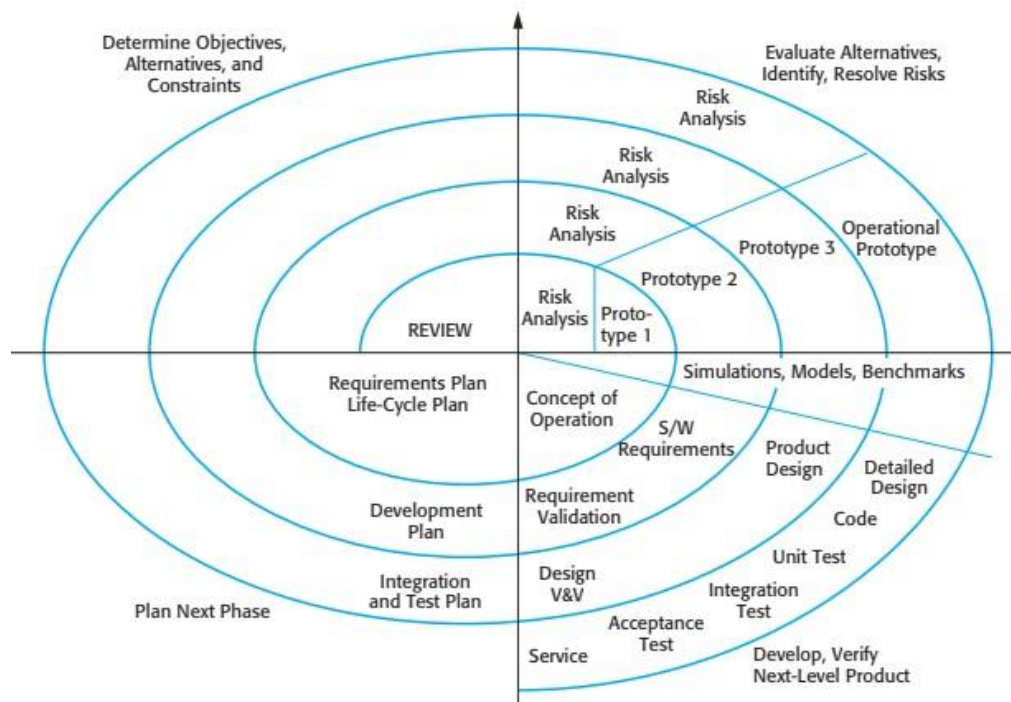 Determine Objectives,
Alternatives, and
Constraints
Evaluate Alternatives,
Identify, Resolve Risks
Risk
Analysis
Risk
Analysis
Risk
Analysis
Operational
Prototype
Prototype 3
Prototype 2
Risk
Analysis
Proto-
type 1
REVIEW
Simulations, Models, Benchmarks
Requirements Plan
Life-Cycle Plan
Concept of
Operation
S/W
Requirements
Product
Design
Detailed
Design
Development
Plan
Requirement
Validation
Code
Unit Test
Integration
and Test Plan
Design
V&V
Integration
Test
Plan Next Phase
Acceptance
Test
Service
Develop, Verify
Next-Level Product